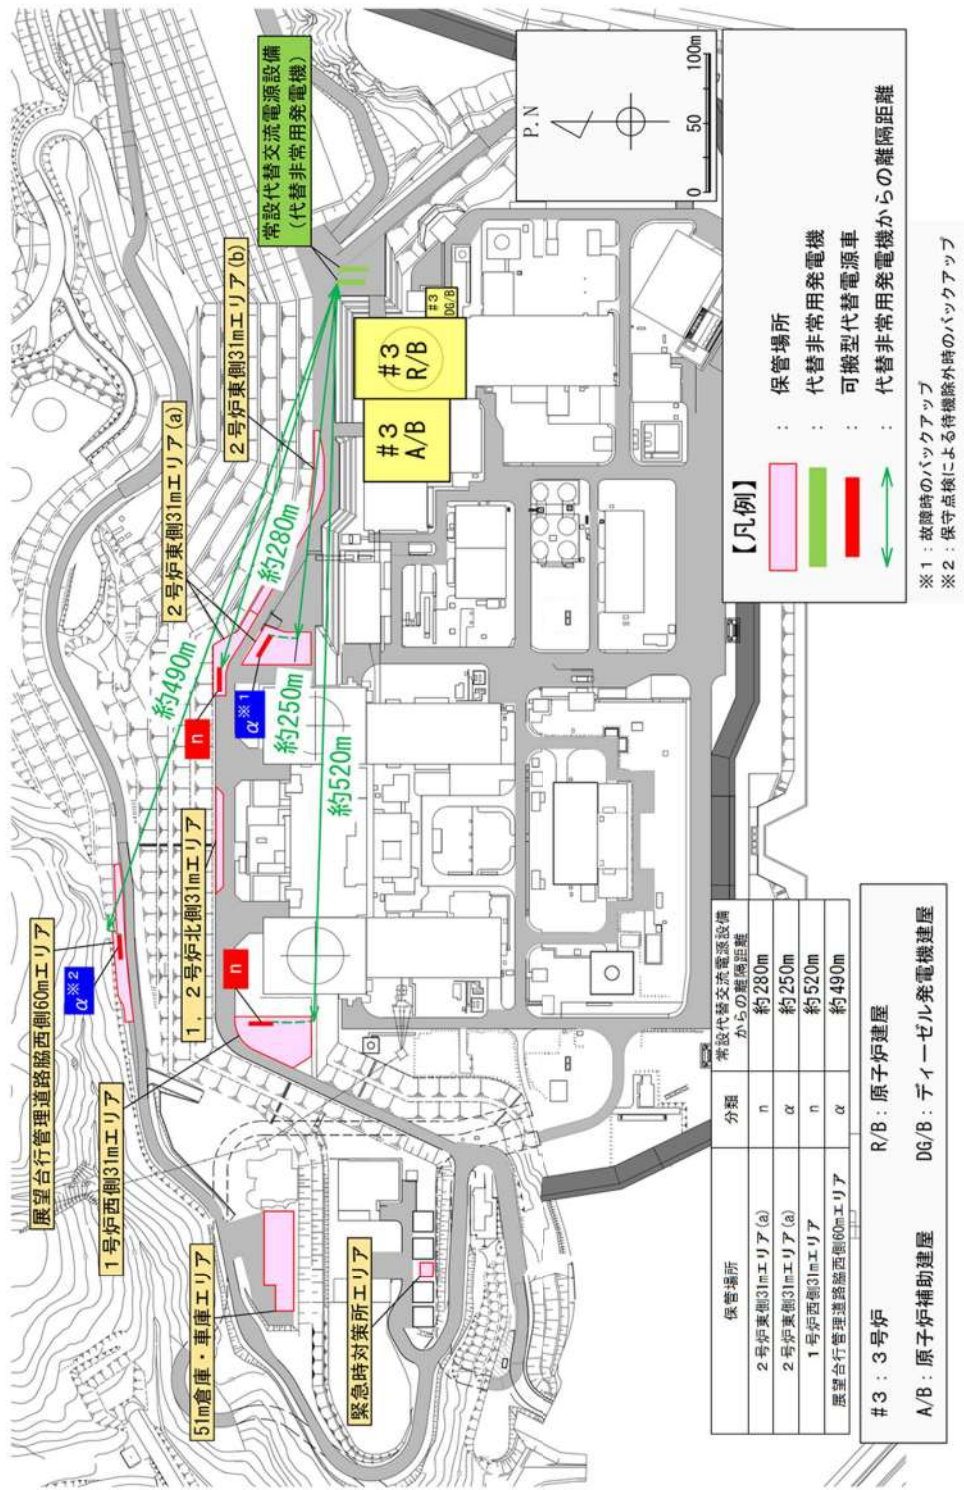 常設代替交流電源設備
(代替非常用発電機)
2号炉東側31mエリア(b)
2号炉東側31mエリア(a)
1,2号炉北側31mエリア
展望台行管理道路脇西側60mエリア
1号炉西側31mエリア
51m倉庫・車庫エリア
緊急時対策所エリア
約490m
約280m
約250m
約520m
n
α※1
α※2
n
#3
R/B
#3
A/B
#3
DG/B
P.N
0 50 100m
【凡例】
: 保管場所
: 代替非常用発電機
: 可搬型代替電源車
: 代替非常用発電機からの離隔距離
※1:故障時のバックアップ
※2:保守点検による待機除外時のバックアップ
保管場所 分類 常設代替交流電源設備
からの離隔距離
2号炉東側31mエリア(a) n 約280m
2号炉東側31mエリア(a) α 約250m
1号炉西側31mエリア n 約520m
展望台行管理道路脇西側60mエリア α 約490m
#3:3号炉 R/B:原子炉建屋
A/B:原子炉補助建屋 DG/B:ディーゼル発電機建屋